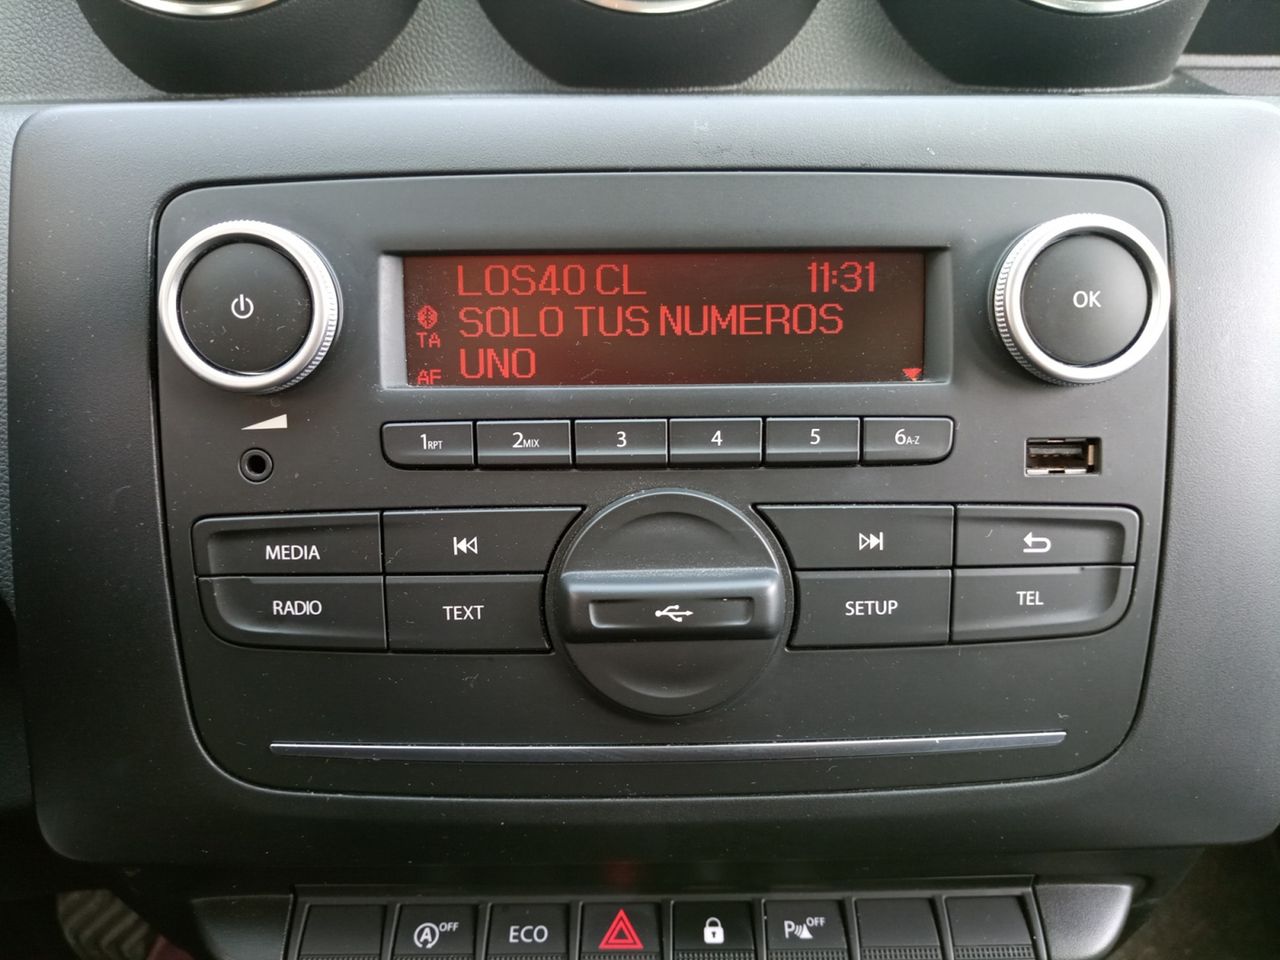 LOS40 CL 11:31
SOLO TUS NUMEROS
TA
UNO
AF
OK
1RPT 2MIX 3 4 5 6A-Z
MEDIA
RADIO TEXT SETUP TEL
A OFF ECO P OFF